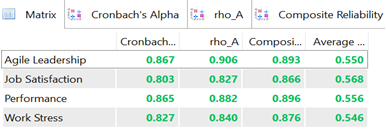 Matrix Cronbach's Alpha rho_A Composite Reliability
Cronbach... rho_A Composi... Average ...
Agile Leadership 0.867 0.906 0.893 0.550
Job Satisfaction 0.803 0.827 0.866 0.568
Performance 0.865 0.882 0.896 0.556
Work Stress 0.827 0.840 0.876 0.546